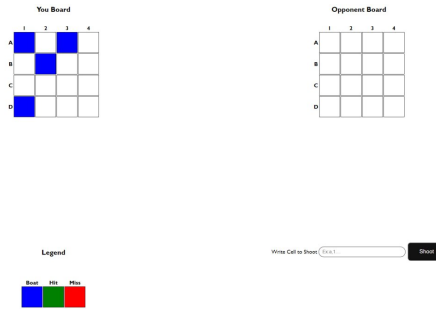 You Board
1 2 3 4
A
B
C
D
Opponent Board
1 2 3 4
A
B
C
D
Legend
Boat Hit Miss
Write Call to Shoot
Shoot